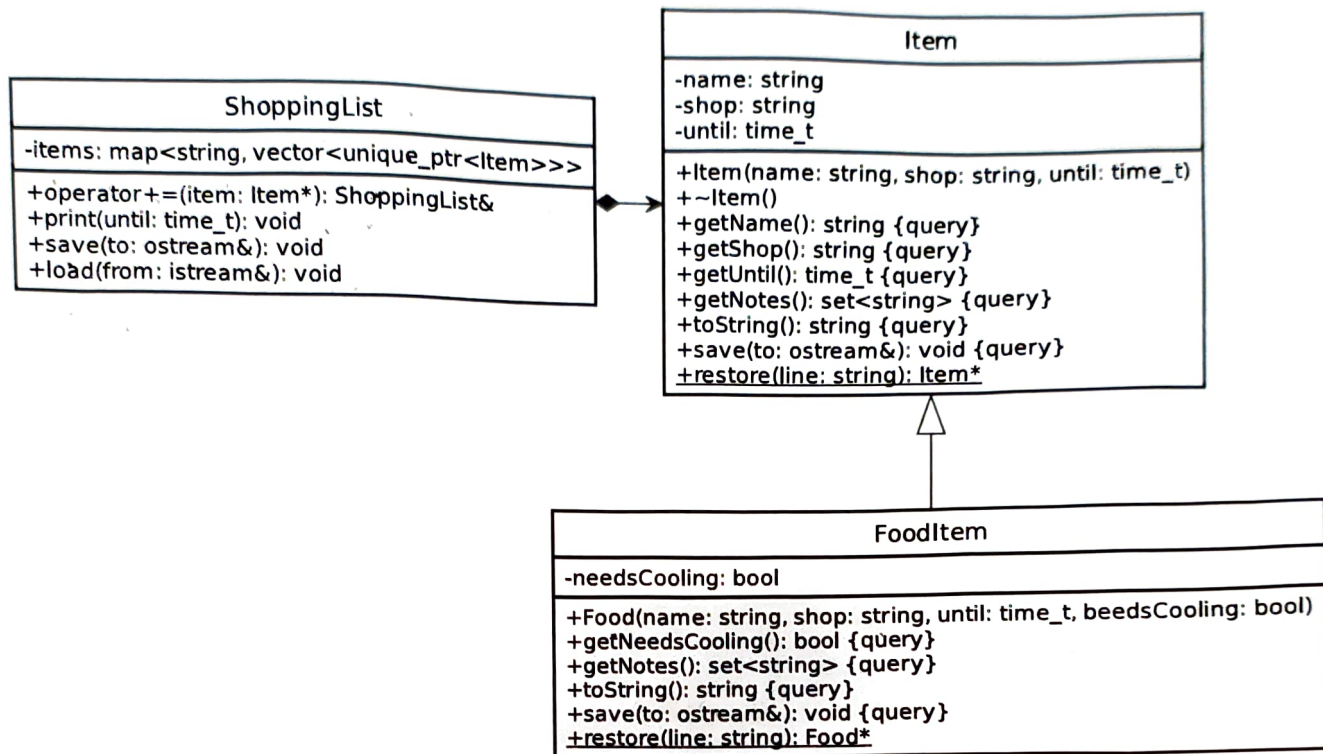 ShoppingList
-items: map<string, vector<unique_ptr<Item>>>
+operator+=(item: Item*): ShoppingList&
+print(until: time_t): void
+save(to: ostream&): void
+load(from: istream&): void
Item
-name: string
-shop: string
-until: time_t
+Item(name: string, shop: string, until: time_t)
+~Item()
+getName(): string {query}
+getShop(): string {query}
+getUntil(): time_t {query}
+getNotes(): set<string> {query}
+toString(): string {query}
+save(to: ostream&): void {query}
+restore(line: string): Item*
FoodItem
-needsCooling: bool
+Food(name: string, shop: string, until: time_t, beedsCooling: bool)
+getNeedsCooling(): bool {query}
+getNotes(): set<string> {query}
+toString(): string {query}
+save(to: ostream&): void {query}
+restore(line: string): Food*